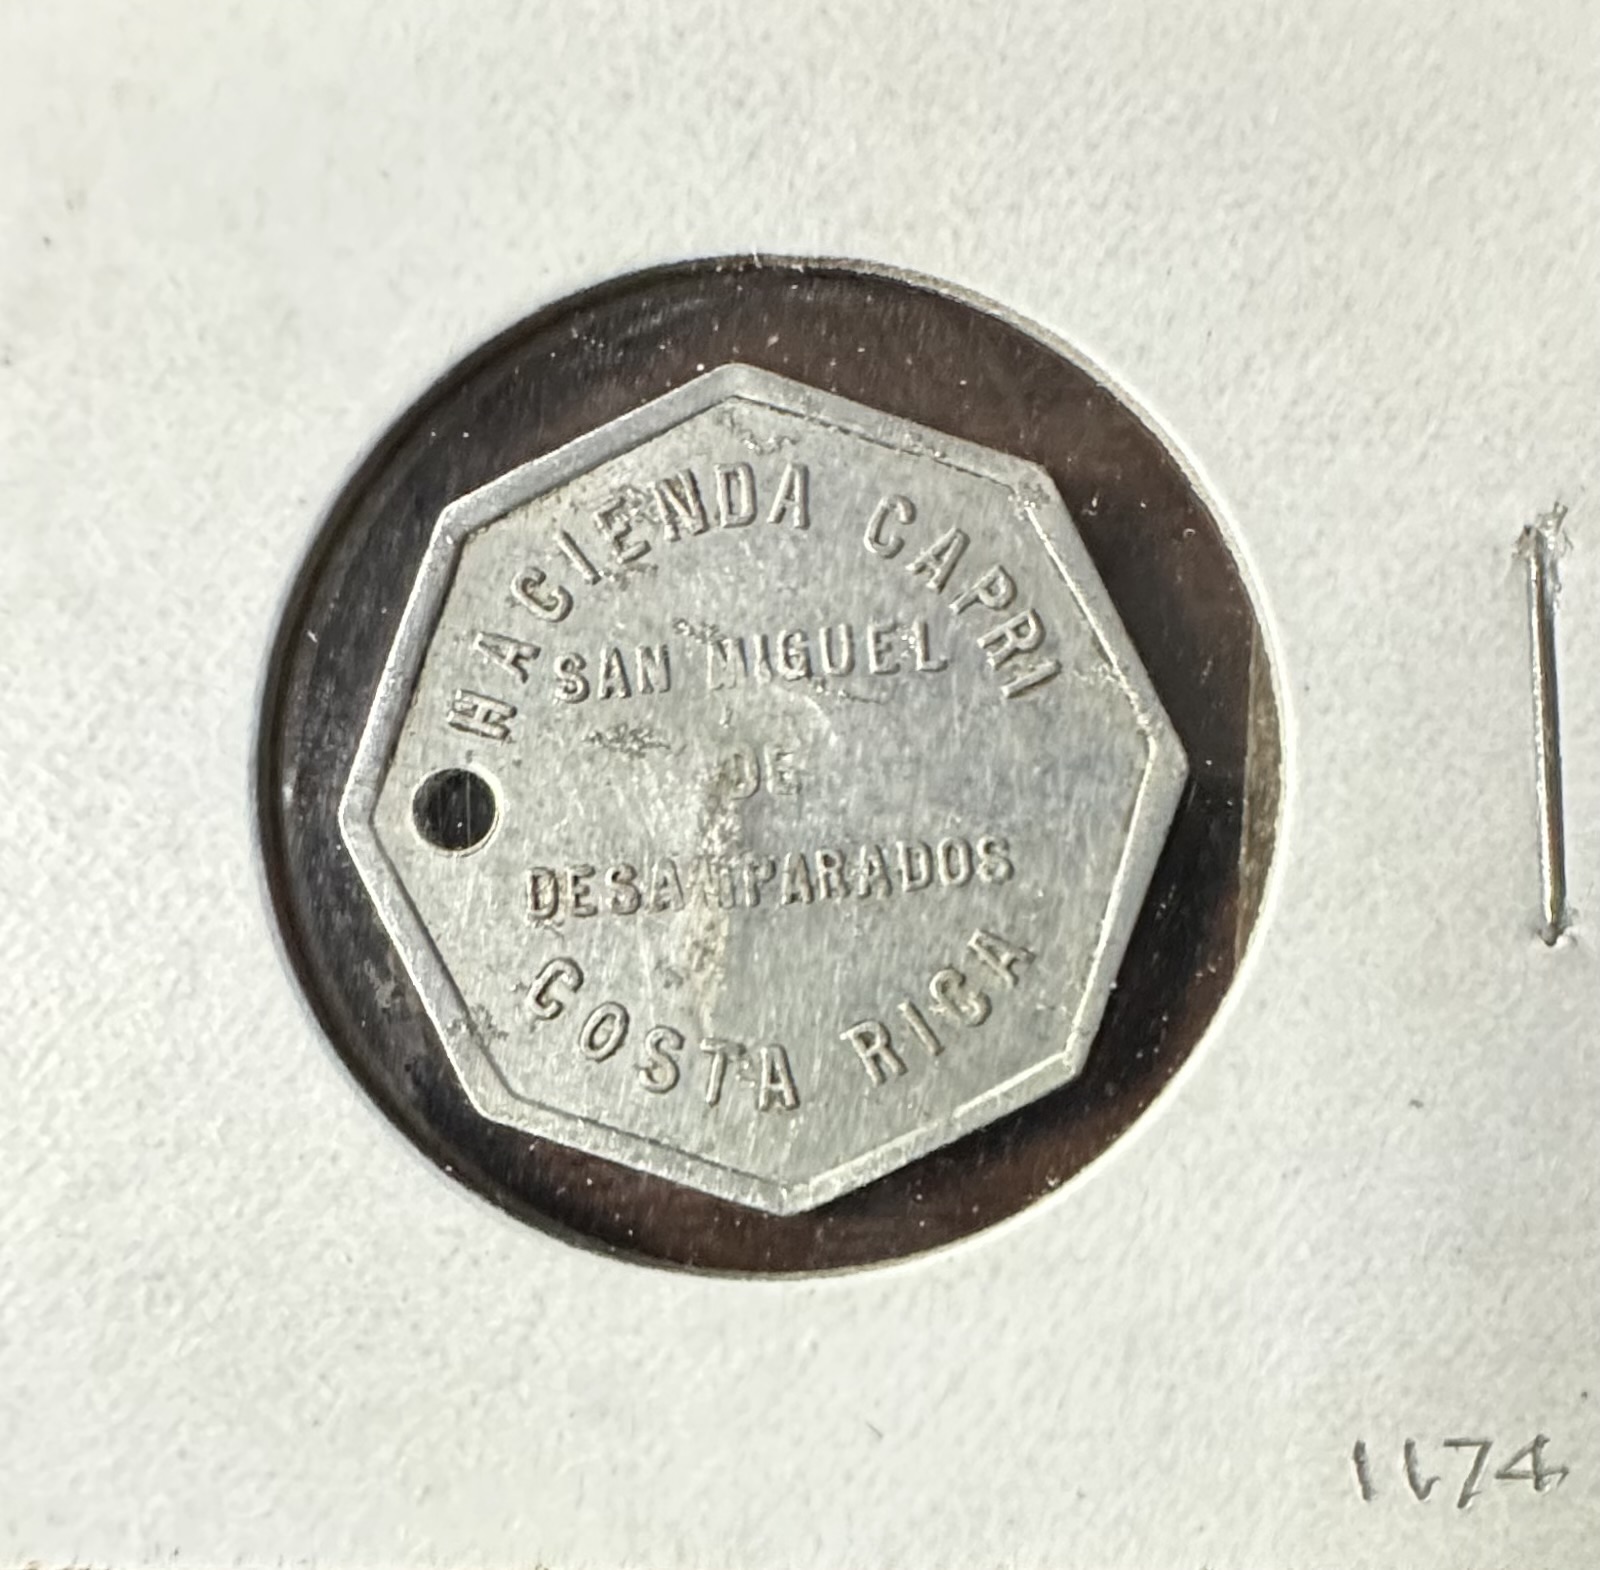 HACIENDA CAPRI
SAN MIGUEL
DE
DESAMPARADOS
COSTA RICA
1174